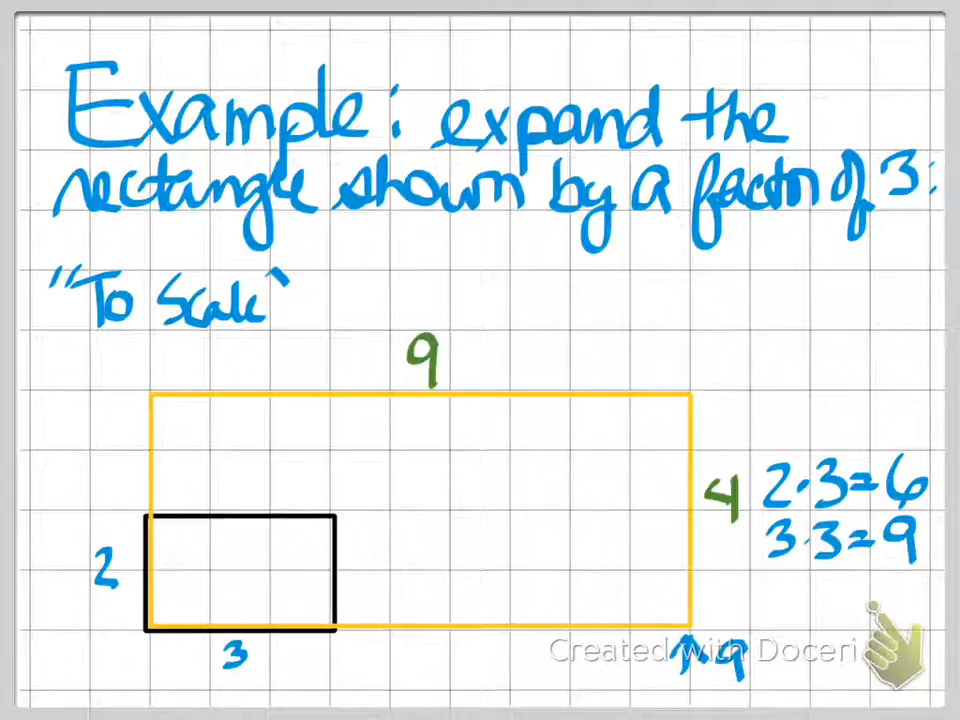 Example: expand the
rectangle shown by a factor of 3:
"To Scale"
9
4
2·3=6
3·3=9
2
3
9
Created with Doceri